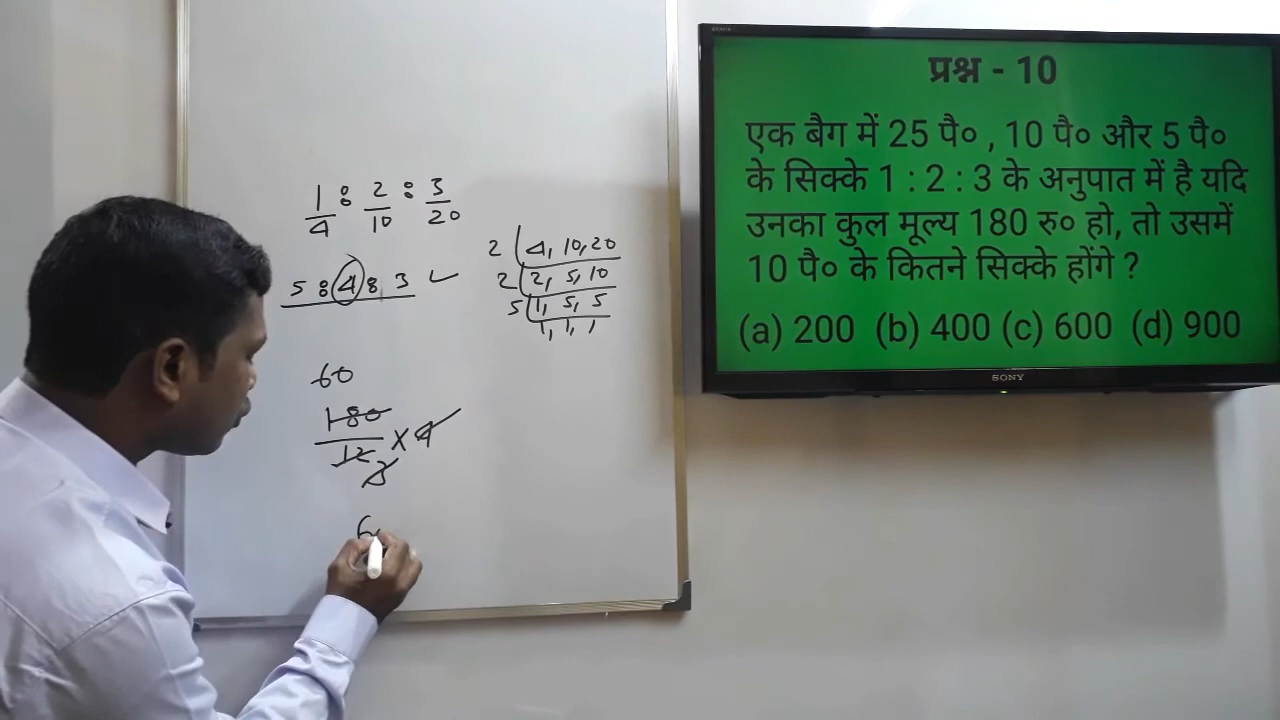 1/4 : 2/10 : 3/20
5 : 4 : 3 ✓
2 | 4, 10, 20
2 | 2, 5, 10
5 | 1, 5, 5
1, 1, 1
60
180/12 × 4
3
6
प्रश्न - 10
एक बैग में 25 पै० , 10 पै० और 5 पै०
के सिक्के 1 : 2 : 3 के अनुपात में है यदि
उनका कुल मूल्य 180 रु० हो, तो उसमें
10 पै० के कितने सिक्के होंगे ?
(a) 200 (b) 400 (c) 600 (d) 900
SONY